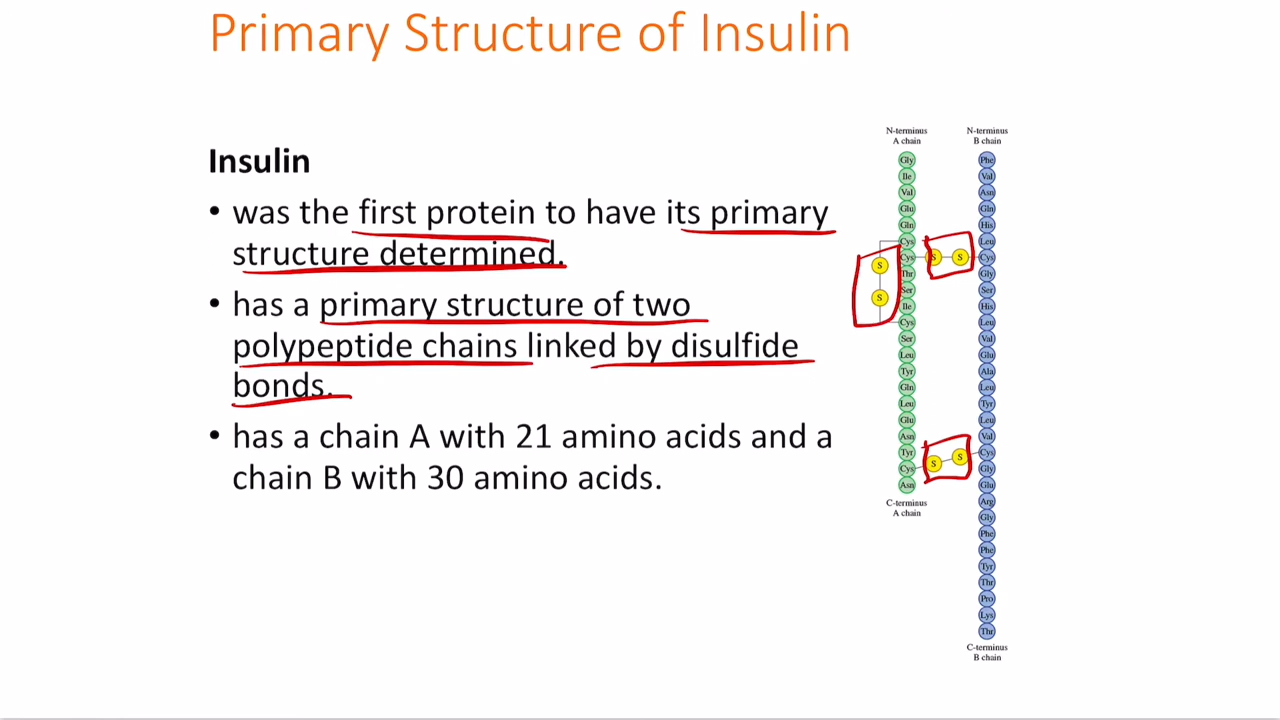 Primary Structure of Insulin
Insulin
• was the first protein to have its primary
structure determined.
• has a primary structure of two
polypeptide chains linked by disulfide
bonds.
• has a chain A with 21 amino acids and a
chain B with 30 amino acids.
N-terminus
A chain
Gly
Ile
Val
Glu
Gln
Cys
Cys
Thr
Ser
Ile
Cys
Ser
Leu
Tyr
Gln
Leu
Glu
Asn
Tyr
Cys
Asn
C-terminus
A chain
S
S
S S
S S
N-terminus
B chain
Phe
Val
Asn
Gln
His
Leu
Cys
Gly
Ser
His
Leu
Val
Glu
Ala
Leu
Tyr
Leu
Val
Cys
Gly
Glu
Arg
Gly
Phe
Phe
Tyr
Thr
Pro
Lys
Thr
C-terminus
B chain